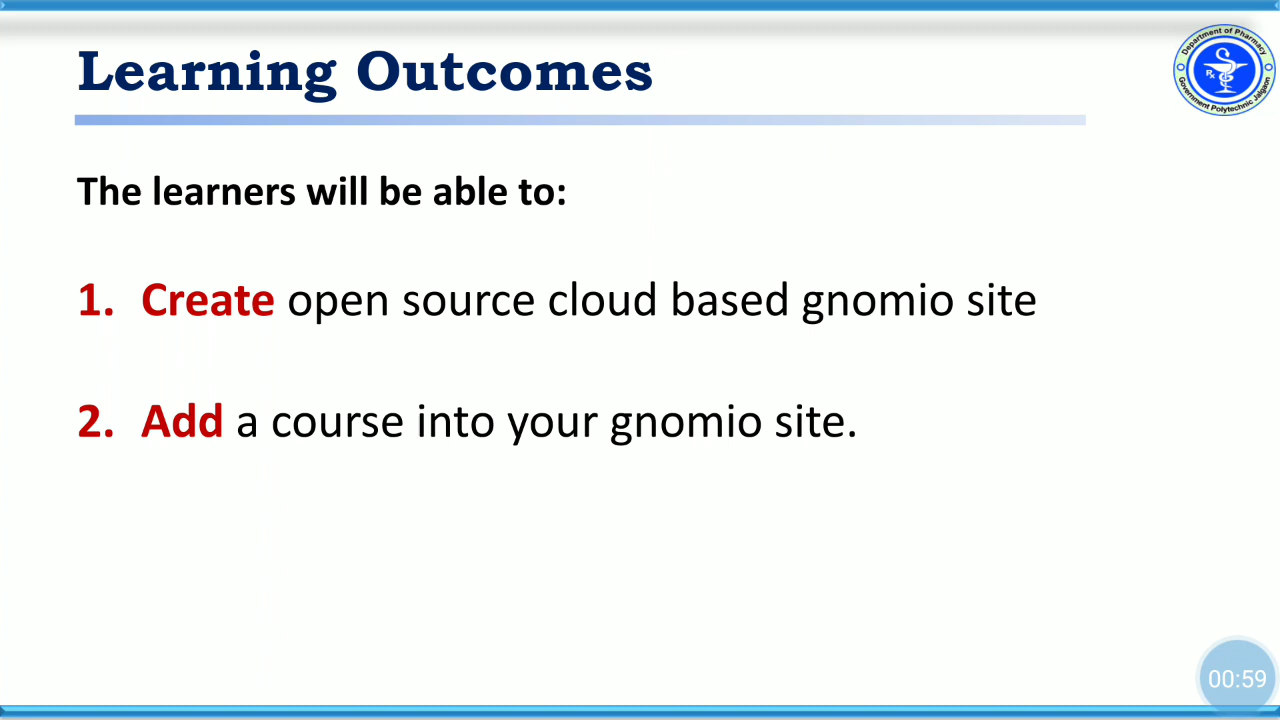 Learning Outcomes
Department of Pharmacy
Rx
Government Polytechnic Jalgaon
The learners will be able to:
1. Create open source cloud based gnomio site
2. Add a course into your gnomio site.
00:59